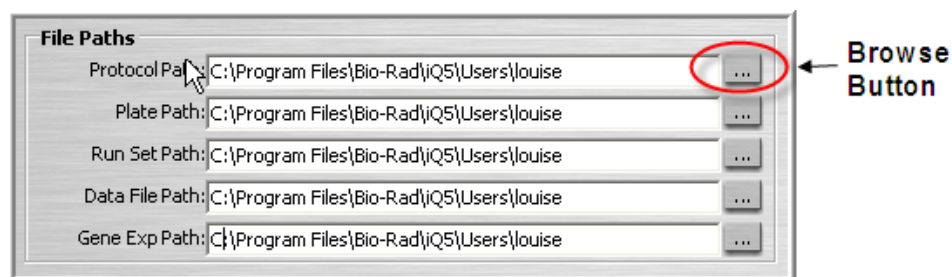 File Paths
Protocol Path: C:\Program Files\Bio-Rad\iQ5\Users\louise ...
Plate Path: C:\Program Files\Bio-Rad\iQ5\Users\louise ...
Run Set Path: C:\Program Files\Bio-Rad\iQ5\Users\louise ...
Data File Path: C:\Program Files\Bio-Rad\iQ5\Users\louise ...
Gene Exp Path: C:\Program Files\Bio-Rad\iQ5\Users\louise ...
Browse
Button